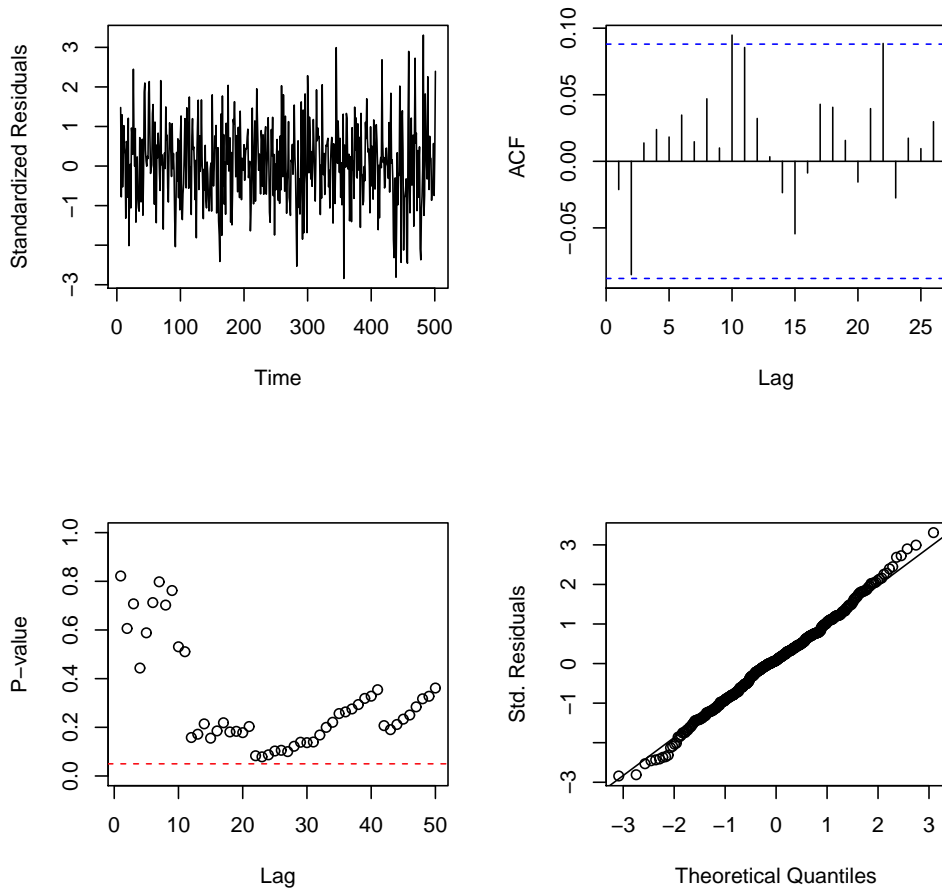 Standardized Residuals
3
2
1
0
−1
−3
0 100 200 300 400 500
Time
ACF
0.10
0.05
0.00
−0.05
0 5 10 15 20 25
Lag
P−value
1.0
0.8
0.6
0.4
0.2
0.0
0 10 20 30 40 50
Lag
Std. Residuals
3
2
1
0
−1
−3
−3 −2 −1 0 1 2 3
Theoretical Quantiles